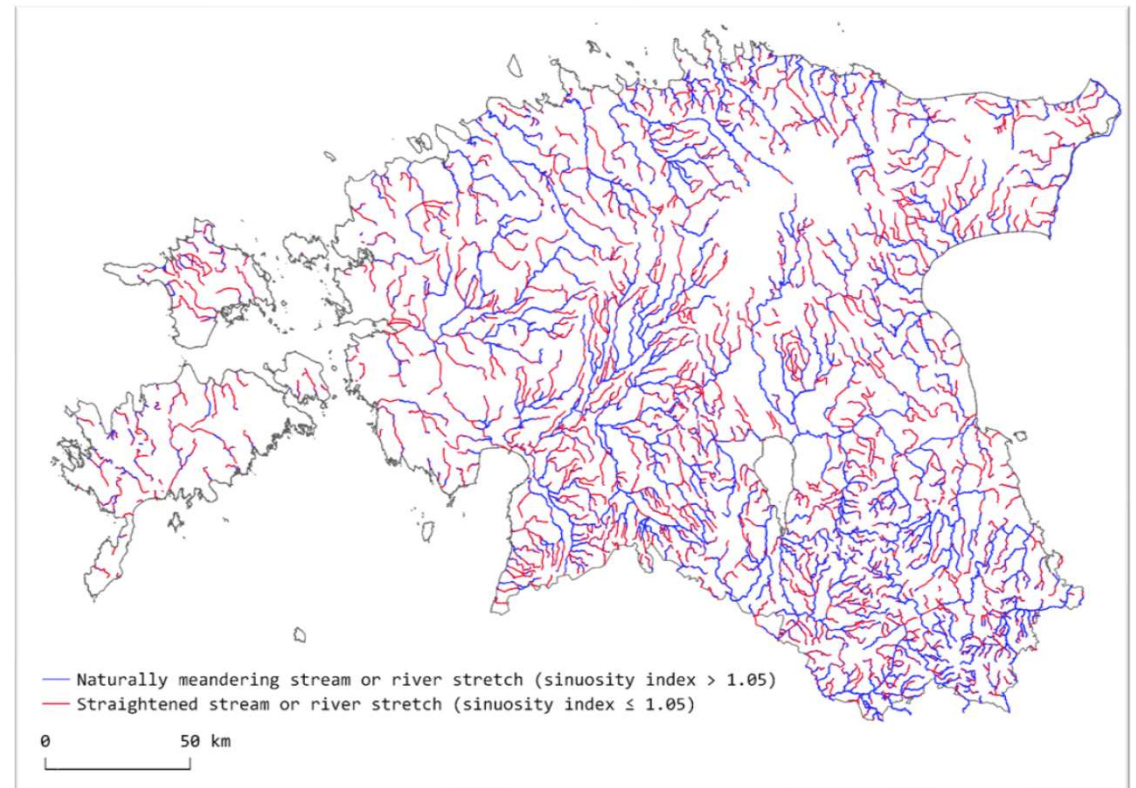 Naturally meandering stream or river stretch (sinuosity index > 1.05)
Straightened stream or river stretch (sinuosity index ≤ 1.05)
0 50 km